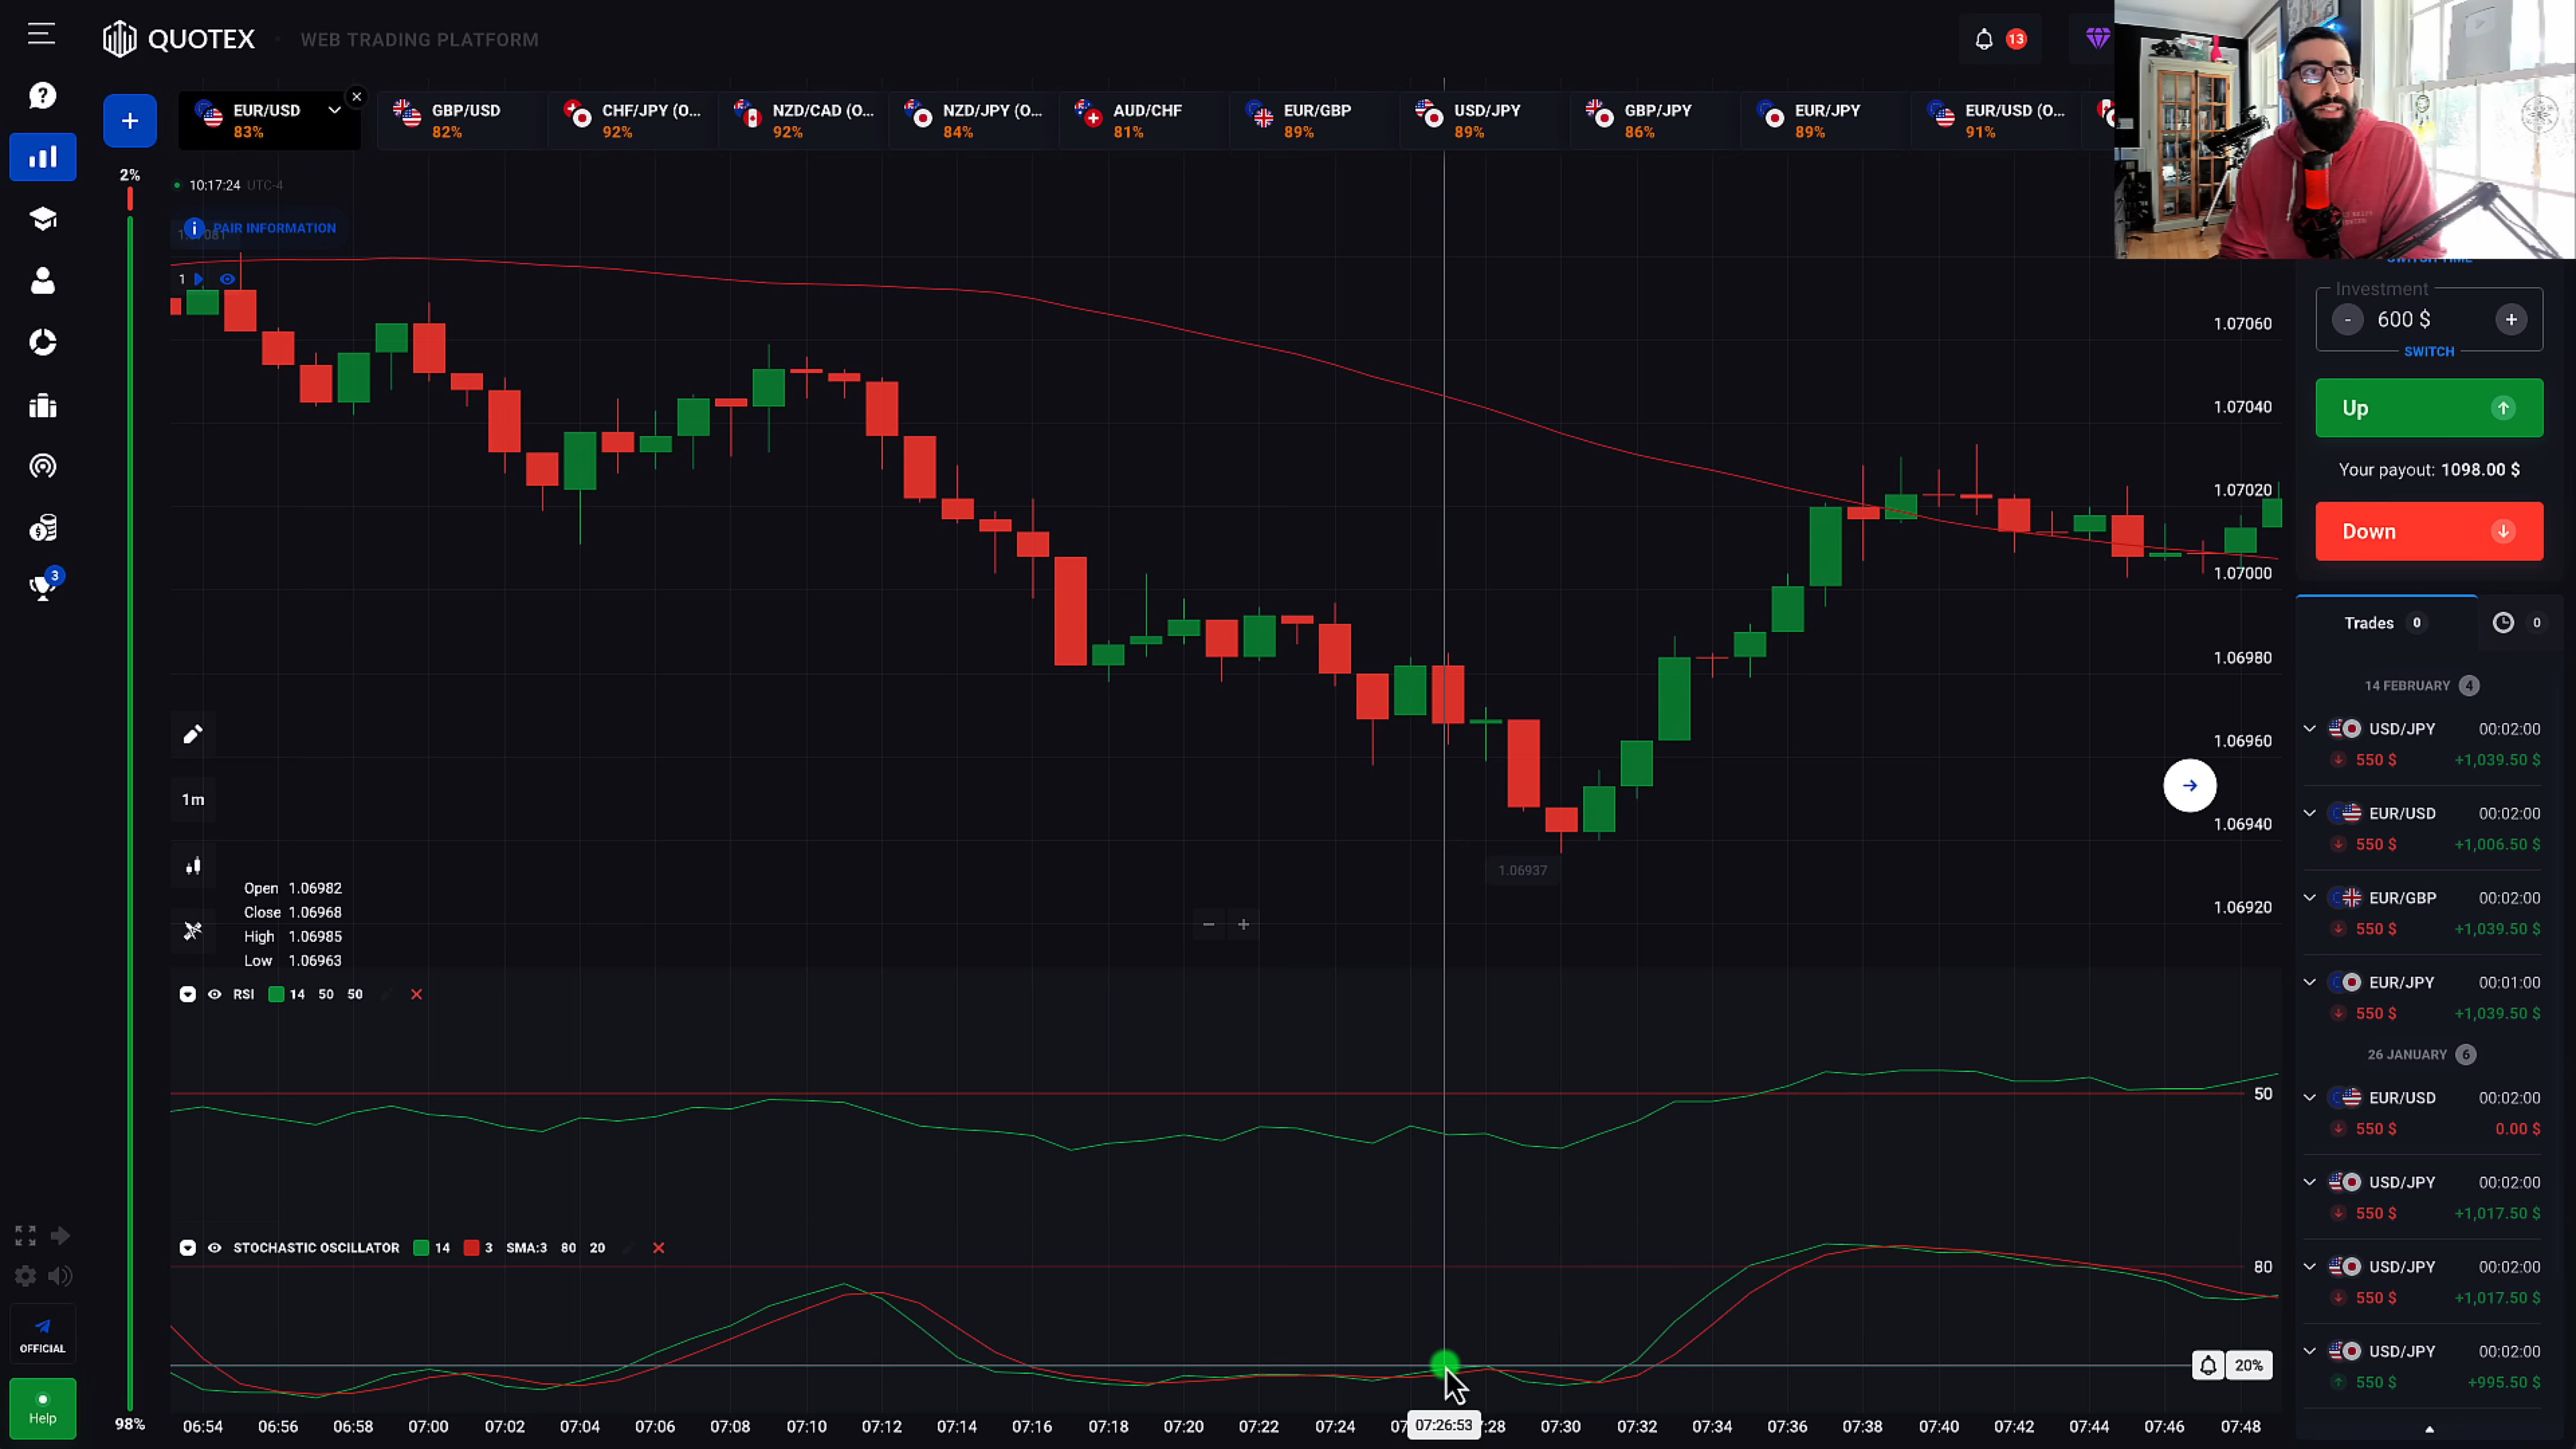 QUOTEX
WEB TRADING PLATFORM
13
EUR/USD
83%
GBP/USD
82%
CHF/JPY (O...
92%
NZD/CAD (O...
92%
NZD/JPY (O...
84%
AUD/CHF
81%
EUR/GBP
89%
USD/JPY
89%
GBP/JPY
86%
EUR/JPY
89%
EUR/USD (O...
91%
2%
10:17:24 UTC-4
PAIR INFORMATION
1
1.07060
1.07040
1.07020
1.07000
1.06980
1.06960
1.06940
1.06920
1.06937
1m
Open 1.06982
Close 1.06968
High 1.06985
Low 1.06963
RSI 14 50 50
50
STOCHASTIC OSCILLATOR 14 3 SMA:3 80 20
80
20%
98%
06:54 06:56 06:58 07:00 07:02 07:04 07:06 07:08 07:10 07:12 07:14 07:16 07:18 07:20 07:22 07:24 07:26:53 :28 07:30 07:32 07:34 07:36 07:38 07:40 07:42 07:44 07:46 07:48
3
OFFICIAL
Help
SWITCH TIME
Investment
- 600 $ +
SWITCH
Up
Your payout: 1098.00 $
Down
Trades 0 0
14 FEBRUARY 4
USD/JPY 00:02:00
550 $ +1,039.50 $
EUR/USD 00:02:00
550 $ +1,006.50 $
EUR/GBP 00:02:00
550 $ +1,039.50 $
EUR/JPY 00:01:00
550 $ +1,039.50 $
26 JANUARY 6
EUR/USD 00:02:00
550 $ 0.00 $
USD/JPY 00:02:00
550 $ +1,017.50 $
USD/JPY 00:02:00
550 $ +1,017.50 $
USD/JPY 00:02:00
550 $ +995.50 $